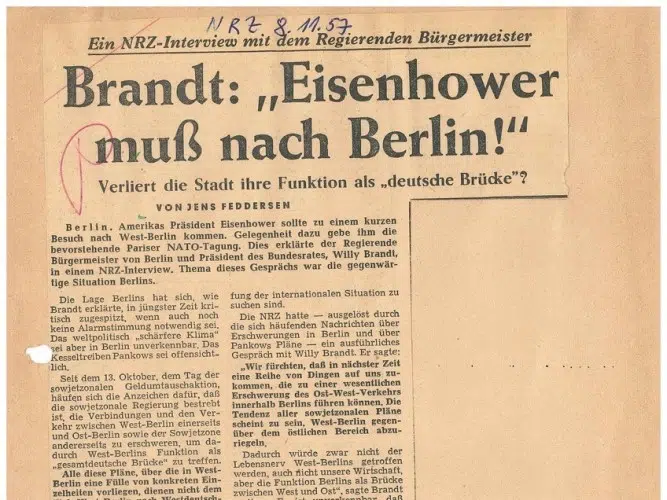 NRZ 8.11.57
Ein NRZ-Interview mit dem Regierenden Bürgermeister
Brandt: „Eisenhower
muß nach Berlin!“
Verliert die Stadt ihre Funktion als „deutsche Brücke“?
VON JENS FEDDERSEN
Berlin. Amerikas Präsident Eisenhower sollte zu einem kurzen
Besuch nach West-Berlin kommen. Gelegenheit dazu gebe ihm die
bevorstehende Pariser NATO-Tagung. Dies erklärte der Regierende
Bürgermeister von Berlin und Präsident des Bundesrates, Willy Brandt,
in einem NRZ-Interview. Thema dieses Gesprächs war die gegenwär-
tige Situation Berlins.
Die Lage Berlins hat sich, wie
Brandt erklärte, in jüngster Zeit kri-
tisch zugespitzt, wenn auch noch
keine Alarmstimmung notwendig sei.
Das weltpolitisch „schärfere Klima“
sei aber in Berlin unverkennbar. Das
Kesseltreiben Pankows sei offensicht-
lich.
Seit dem 13. Oktober, dem Tag der
sowjetzonalen Geldumtauschaktion,
häufen sich die Anzeichen dafür, daß
die sowjetzonale Regierung bestrebt
ist, die Verbindungen und den Ver-
kehr zwischen West-Berlin einerseits
und Ost-Berlin sowie der Sowjetzone
andererseits zu erschweren, um da-
durch West-Berlins Funktion als
„gesamtdeutsche Brücke“ zu treffen.
Alle diese Pläne, über die in West-
Berlin eine Fülle von konkreten Ein-
zelheiten vorliegen, dienen nicht dem
fung der internationalen Situation zu
suchen sind.
Die NRZ hatte — ausgelöst durch
die sich häufenden Nachrichten über
Erschwerungen in Berlin und über
Pankows Pläne — ein ausführliches
Gespräch mit Willy Brandt. Er sagte:
„Wir fürchten, daß in nächster Zeit
eine Reihe von Dingen auf uns zu-
kommen, die zu einer wesentlichen
Erschwerung des Ost-West-Verkehrs
innerhalb Berlins führen können. Die
Tendenz aller sowjetzonalen Pläne
scheint zu sein, West-Berlin gegen-
über dem östlichen Bereich abzu-
riegeln.
Dadurch würde zwar nicht der
Lebensnerv West-Berlins getroffen
werden, auch nicht unsere Wirtschaft,
aber die Funktion Berlins als Brücke
zwischen West und Ost“, sagte Brandt